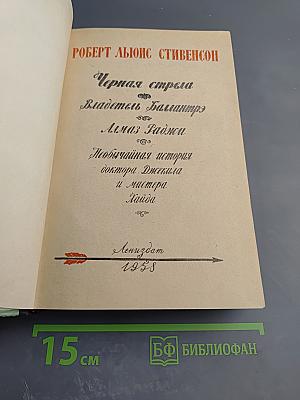 РОБЕРТ ЛЬЮИС СТИВЕНСОН
Черная стрела
Владетель Баллантрэ
Алмаз Раджи
Необычайная история
доктора Джекила
и мистера
Хайда
Лениздат
1958
15 см
БФ БИБЛИОФАН